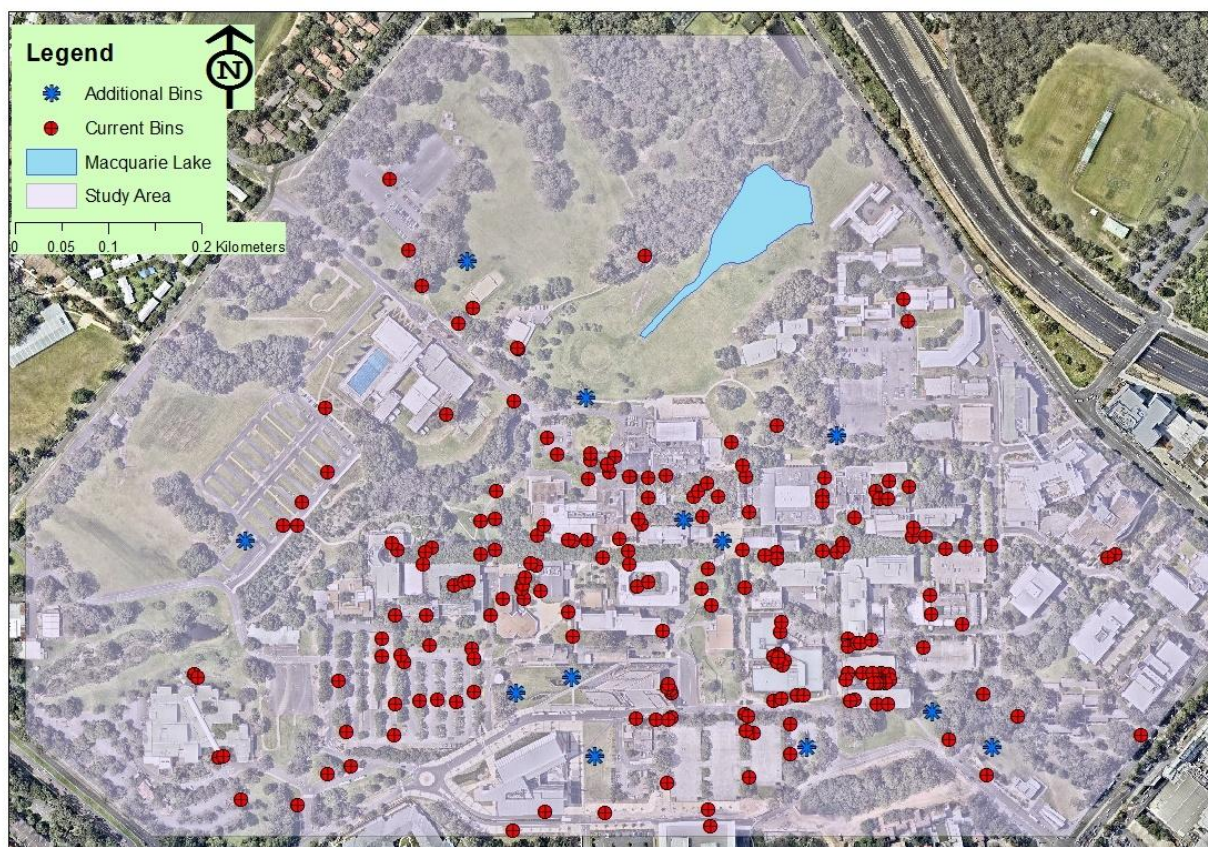 Legend
N
Additional Bins
Current Bins
Macquarie Lake
Study Area
0 0.05 0.1 0.2 Kilometers